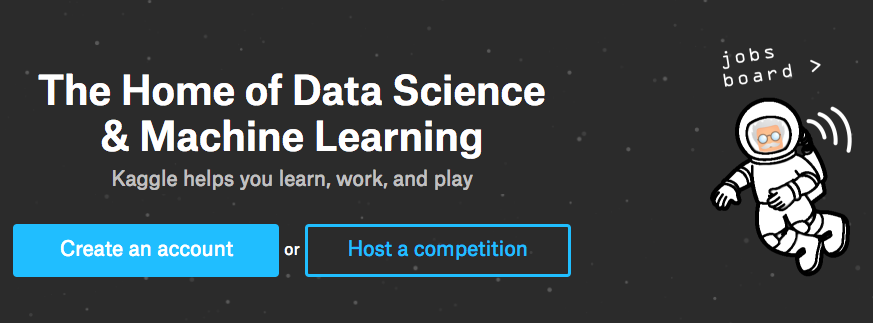 The Home of Data Science
& Machine Learning
Kaggle helps you learn, work, and play
Create an account or Host a competition
jobs
board >